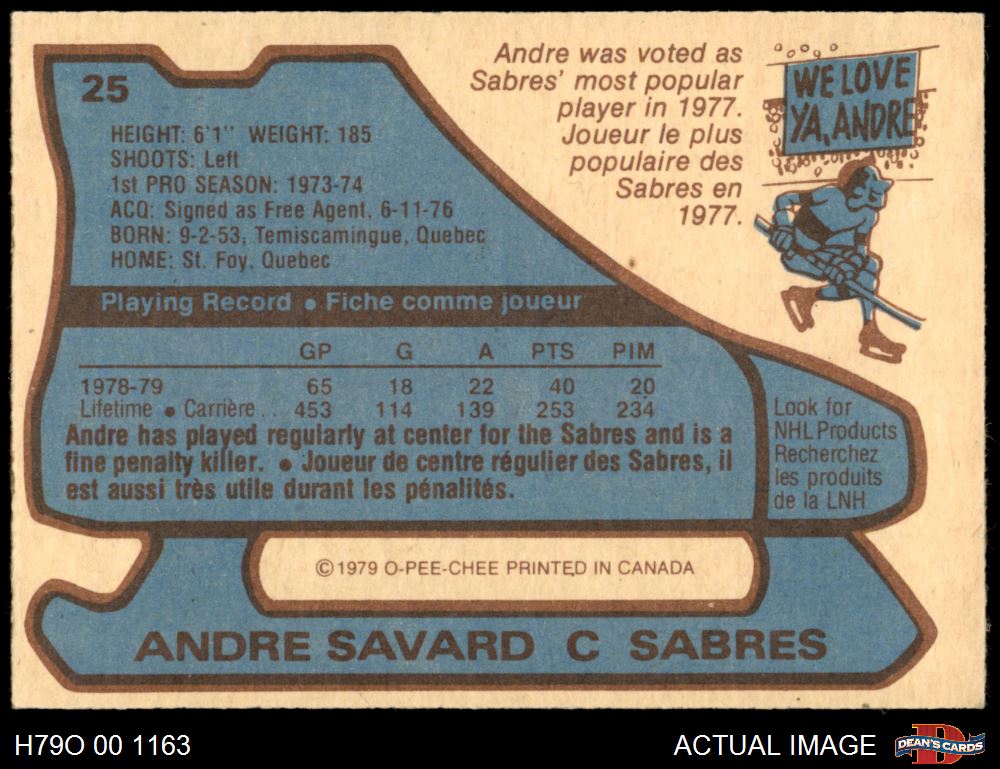 25
HEIGHT: 6'1" WEIGHT: 185
SHOOTS: Left
1st PRO SEASON: 1973-74
ACQ: Signed as Free Agent, 6-11-76
BORN: 9-2-53, Temiscamingue, Quebec
HOME: St. Foy, Quebec
Andre was voted as
Sabres' most popular
player in 1977.
Joueur le plus
populaire des
Sabres en
1977.
WE LOVE
YA, ANDRE
Playing Record • Fiche comme joueur
GP G A PTS PIM
1978-79 65 18 22 40 20
Lifetime • Carrière . . 453 114 139 253 234
Andre has played regularly at center for the Sabres and is a
fine penalty killer. • Joueur de centre régulier des Sabres, il
est aussi très utile durant les pénalités.
Look for
NHL Products
Recherchez
les produits
de la LNH
© 1979 O-PEE-CHEE PRINTED IN CANADA
ANDRE SAVARD C SABRES
H79O 00 1163
ACTUAL IMAGE
D
DEAN'S CARDS